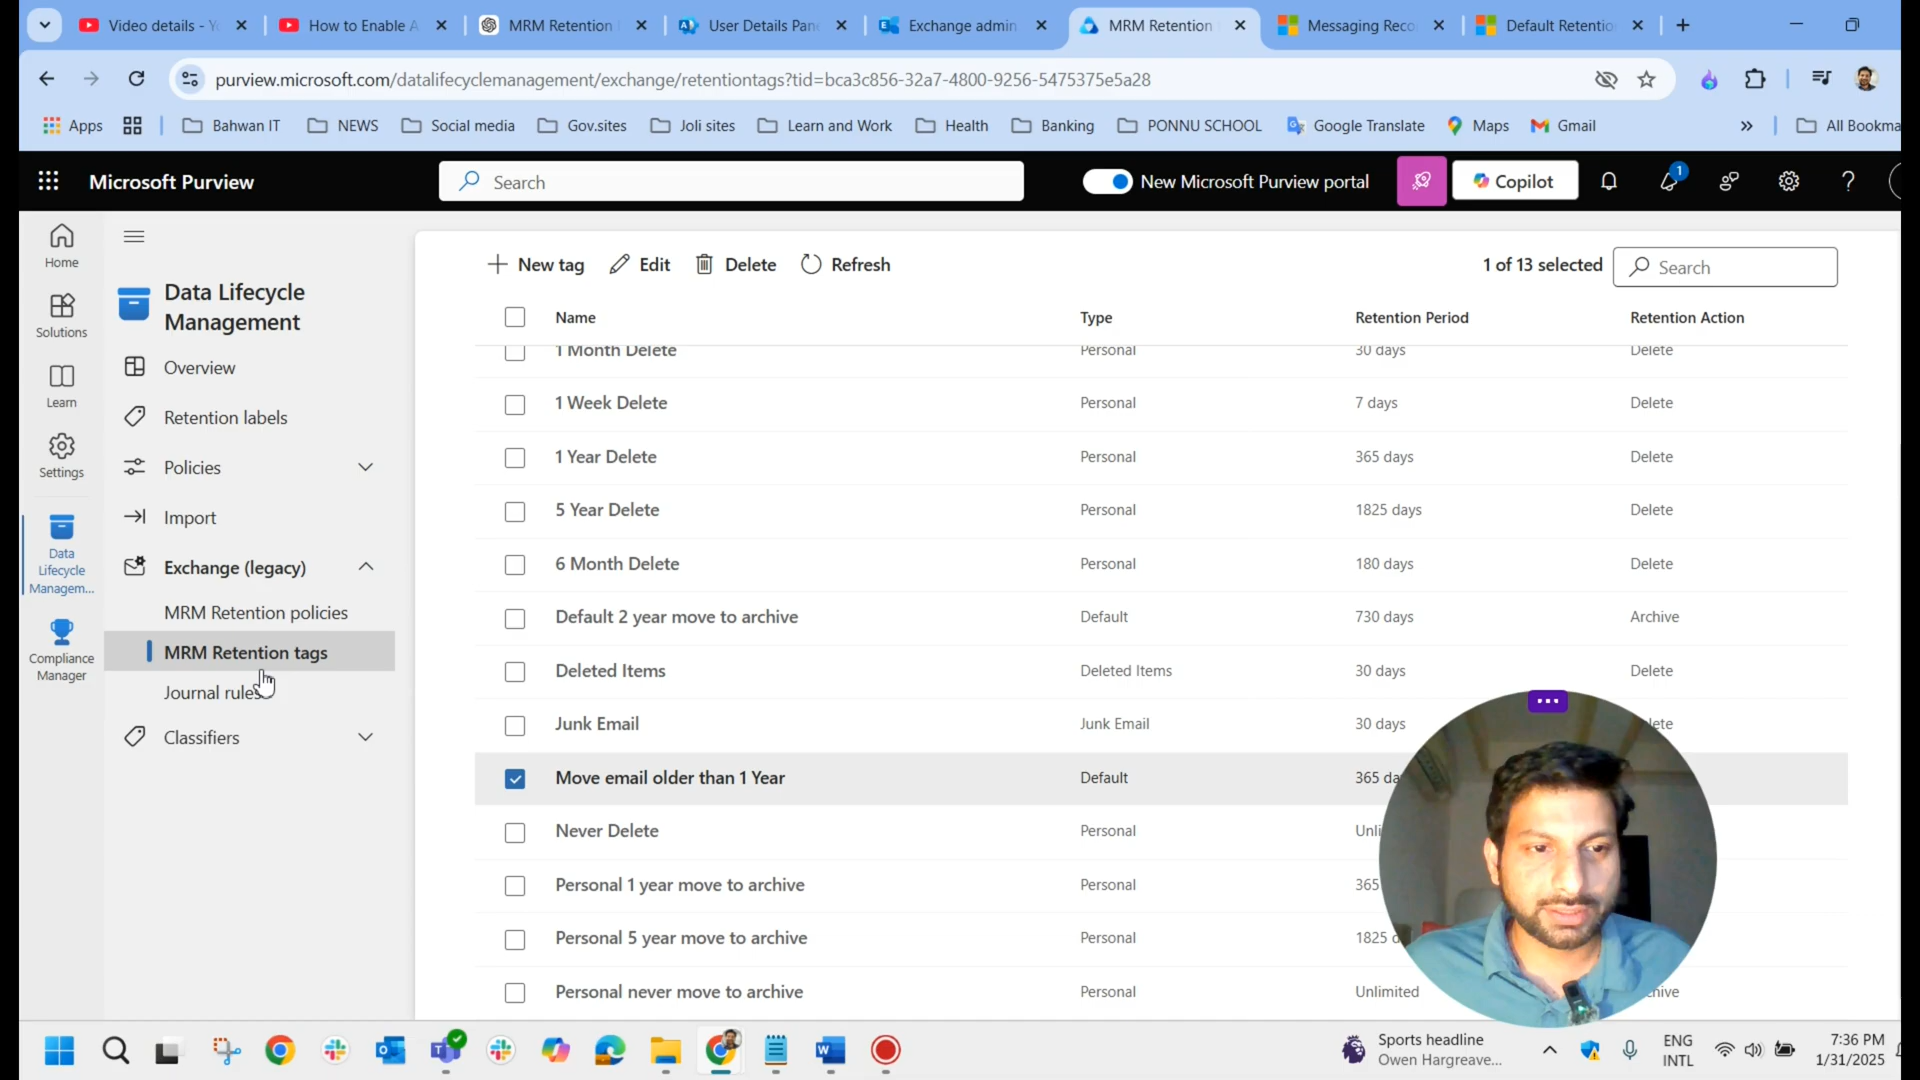 Video details - Y
How to Enable A
MRM Retention
User Details Pan
Exchange admin
MRM Retention
Messaging Reco
Default Retentio
purview.microsoft.com/datalifecyclemanagement/exchange/retentiontags?tid=bca3c856-32a7-4800-9256-5475375e5a28
Apps
Bahwan IT
NEWS
Social media
Gov.sites
Joli sites
Learn and Work
Health
Banking
PONNU SCHOOL
Google Translate
Maps
Gmail
All Bookma
Microsoft Purview
Search
New Microsoft Purview portal
Copilot
1
Home
Solutions
Learn
Settings
Data
Lifecycle
Managem...
Compliance
Manager
Data Lifecycle
Management
Overview
Retention labels
Policies
Import
Exchange (legacy)
MRM Retention policies
MRM Retention tags
Journal rules
Classifiers
New tag
Edit
Delete
Refresh
1 of 13 selected
Search
Name Type Retention Period Retention Action
1 Month Delete Personal 30 days Delete
1 Week Delete Personal 7 days Delete
1 Year Delete Personal 365 days Delete
5 Year Delete Personal 1825 days Delete
6 Month Delete Personal 180 days Delete
Default 2 year move to archive Default 730 days Archive
Deleted Items Deleted Items 30 days Delete
Junk Email Junk Email 30 days lete
Move email older than 1 Year Default 365 da
Never Delete Personal Unli
Personal 1 year move to archive Personal 365
Personal 5 year move to archive Personal 1825 d
Personal never move to archive Personal Unlimited hive
Sports headline
Owen Hargreave...
ENG
INTL
7:36 PM
1/31/2025